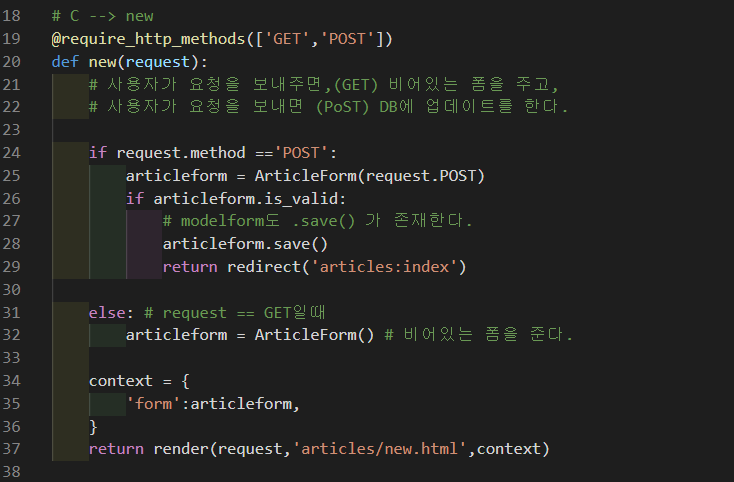 18 # C --> new
19 @require_http_methods(['GET','POST'])
20 def new(request):
21 # 사용자가 요청을 보내주면,(GET) 비어있는 폼을 주고,
22 # 사용자가 요청을 보내면 (PoST) DB에 업데이트를 한다.
23
24 if request.method =='POST':
25 articleform = ArticleForm(request.POST)
26 if articleform.is_valid:
27 # modelform도 .save() 가 존재한다.
28 articleform.save()
29 return redirect('articles:index')
30
31 else: # request == GET일때
32 articleform = ArticleForm() # 비어있는 폼을 준다.
33
34 context = {
35 'form':articleform,
36 }
37 return render(request,'articles/new.html',context)
38